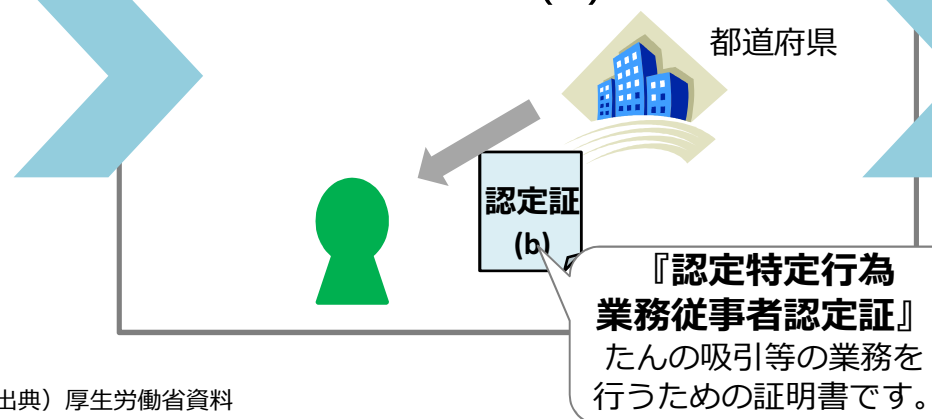 都道府県
認定証
(b)
『認定特定行為
業務従事者認定証』
たんの吸引等の業務を
行うための証明書です。
出典）厚生労働省資料